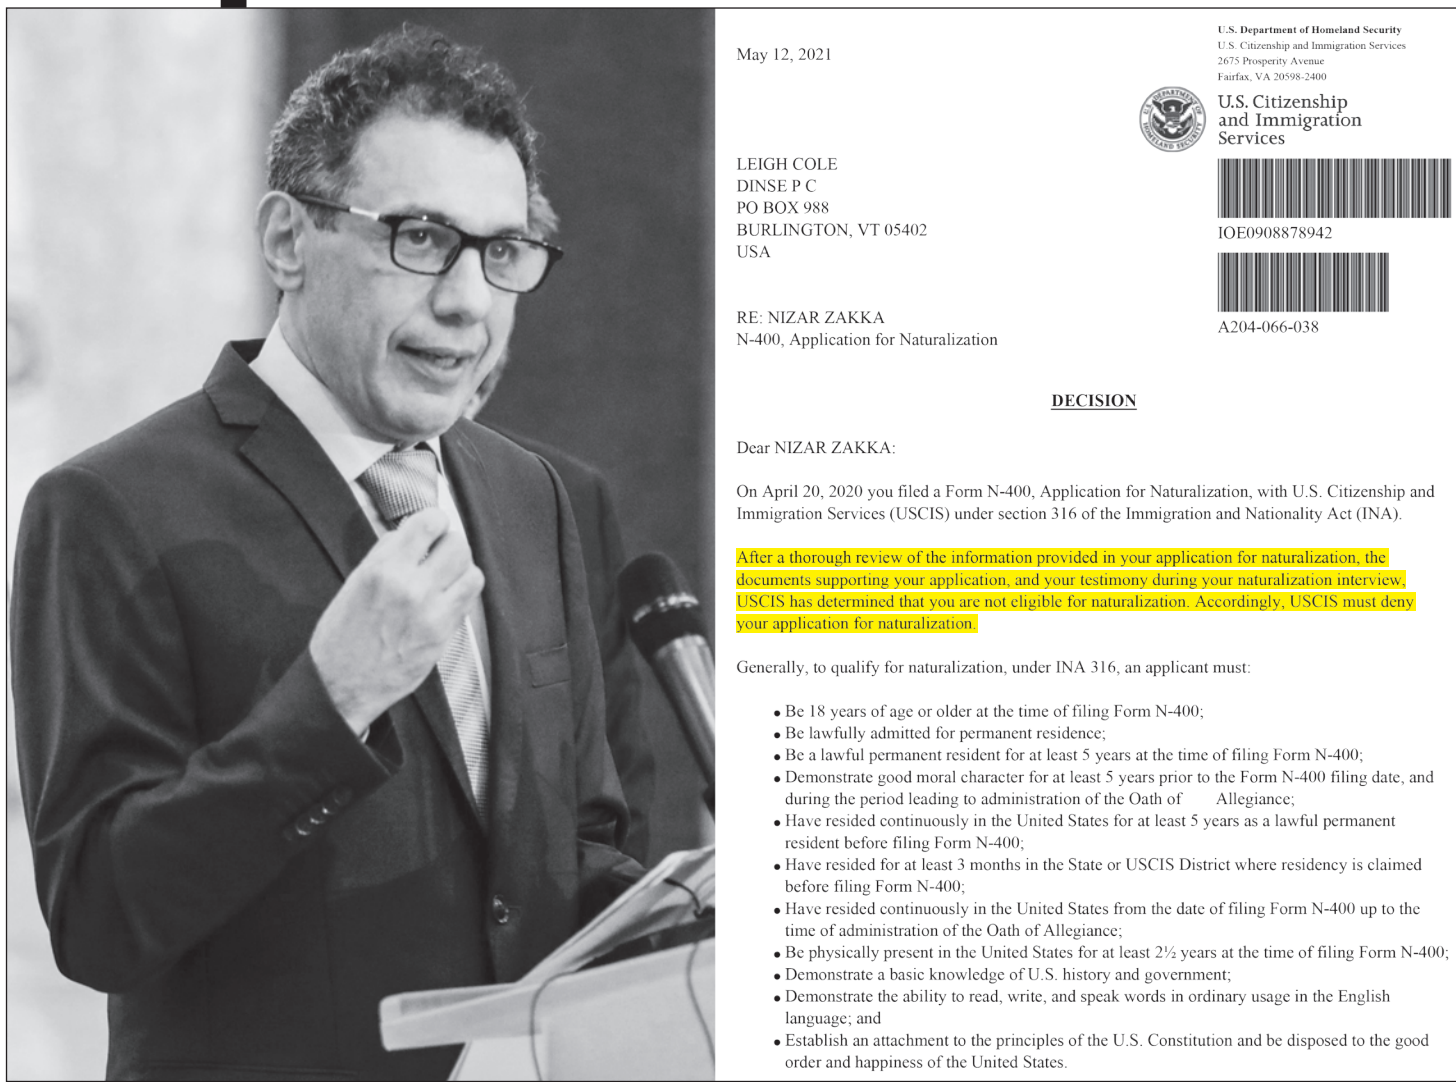 May 12, 2021
U.S. Department of Homeland Security
U.S. Citizenship and Immigration Services
2675 Prosperity Avenue
Fairfax, VA 20598-2400
U.S. Citizenship
and Immigration
Services
U.S. DEPARTMENT OF HOMELAND SECURITY
LEIGH COLE
DINSE P C
PO BOX 988
BURLINGTON, VT 05402
USA
IOE0908878942
A204-066-038
RE: NIZAR ZAKKA
N-400, Application for Naturalization
DECISION
Dear NIZAR ZAKKA:
On April 20, 2020 you filed a Form N-400, Application for Naturalization, with U.S. Citizenship and
Immigration Services (USCIS) under section 316 of the Immigration and Nationality Act (INA).
After a thorough review of the information provided in your application for naturalization, the
documents supporting your application, and your testimony during your naturalization interview,
USCIS has determined that you are not eligible for naturalization. Accordingly, USCIS must deny
your application for naturalization.
Generally, to qualify for naturalization, under INA 316, an applicant must:
• Be 18 years of age or older at the time of filing Form N-400;
• Be lawfully admitted for permanent residence;
• Be a lawful permanent resident for at least 5 years at the time of filing Form N-400;
• Demonstrate good moral character for at least 5 years prior to the Form N-400 filing date, and
during the period leading to administration of the Oath of Allegiance;
• Have resided continuously in the United States for at least 5 years as a lawful permanent
resident before filing Form N-400;
• Have resided for at least 3 months in the State or USCIS District where residency is claimed
before filing Form N-400;
• Have resided continuously in the United States from the date of filing Form N-400 up to the
time of administration of the Oath of Allegiance;
• Be physically present in the United States for at least 2½ years at the time of filing Form N-400;
• Demonstrate a basic knowledge of U.S. history and government;
• Demonstrate the ability to read, write, and speak words in ordinary usage in the English
language; and
• Establish an attachment to the principles of the U.S. Constitution and be disposed to the good
order and happiness of the United States.